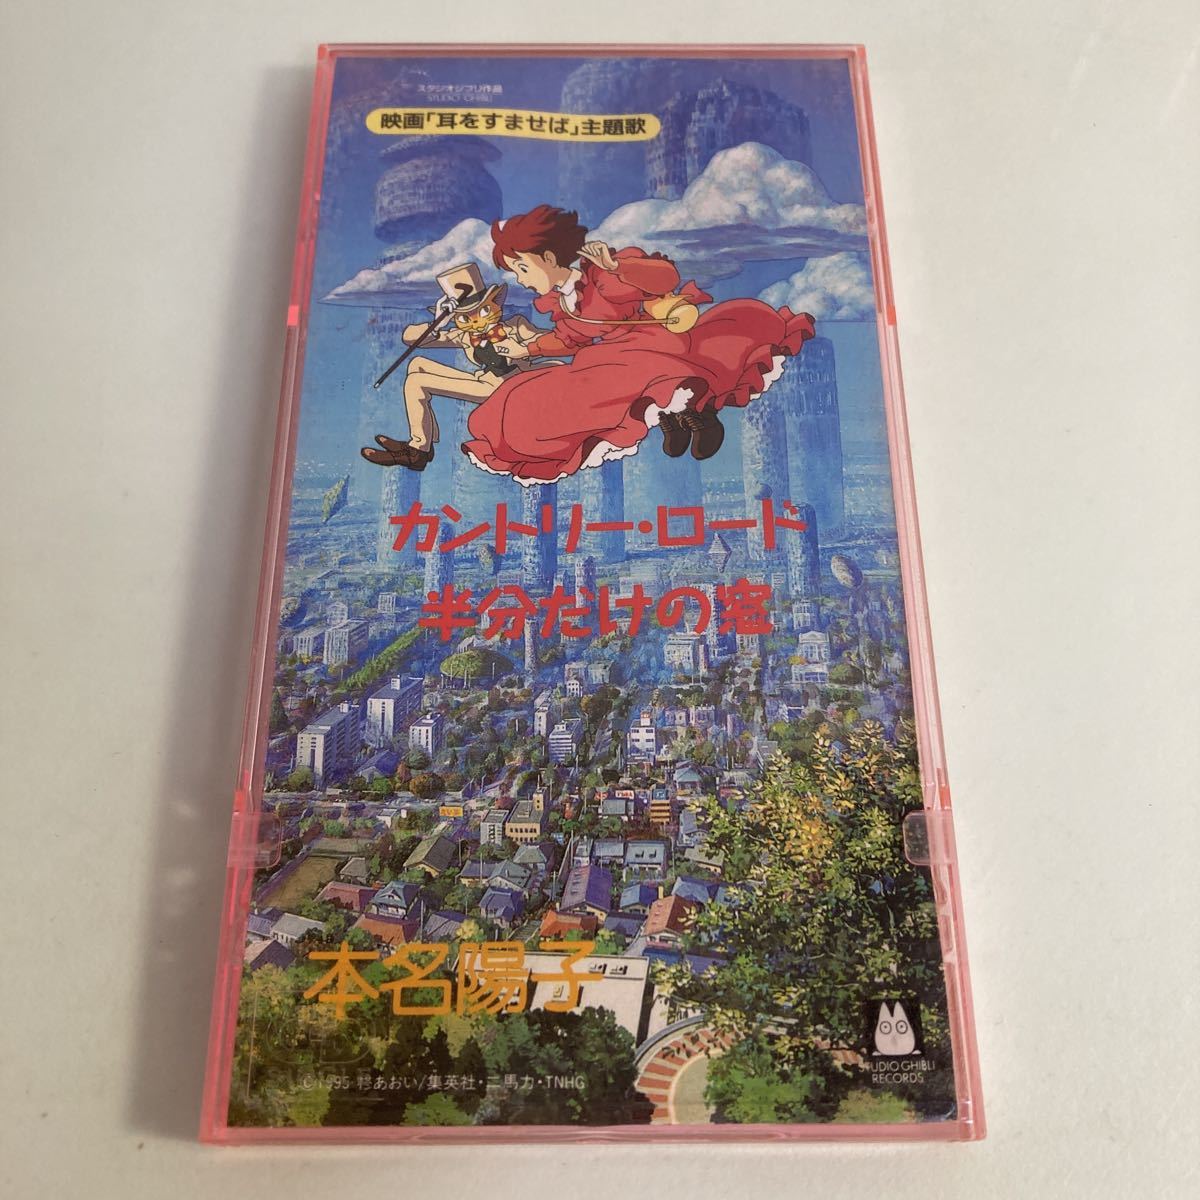 スタジオジブリ作品
STUDIO GHIBLI
映画「耳をすませば」主題歌
カントリー・ロード
半分だけの窓
本名陽子
©1995 柊あおい/集英社・二馬力・TNHG
STUDIO GHIBLI
RECORDS